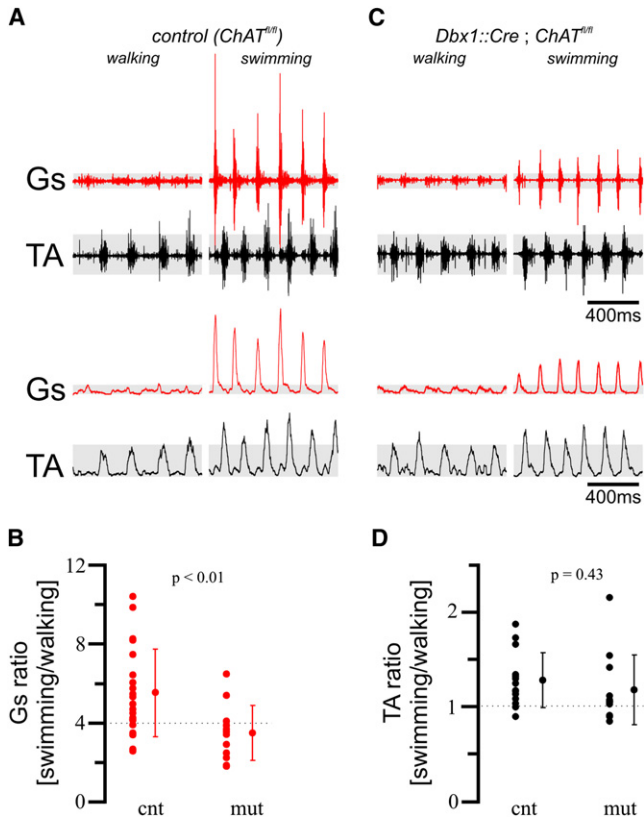 A
control (ChAT^fl/fl)
walking
swimming
Gs
TA
Gs
TA
C
Dbx1::Cre ; ChAT^fl/fl
walking
swimming
400ms
400ms
B
p < 0.01
Gs ratio
[swimming/walking]
12
8
4
0
cnt
mut
D
p = 0.43
TA ratio
[swimming/walking]
2
1
0
cnt
mut